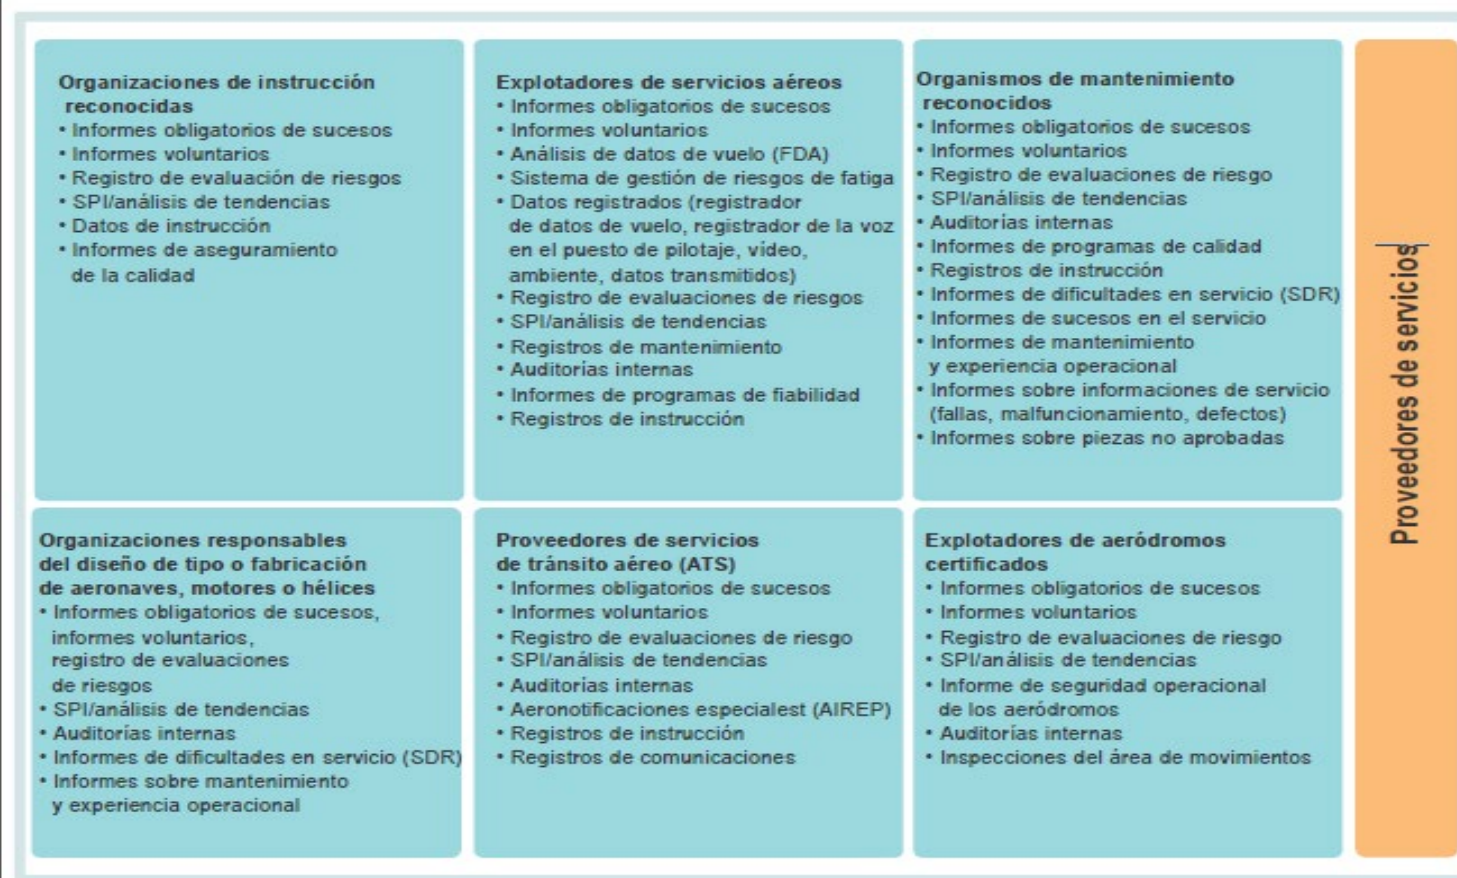 Organizaciones de instrucción
reconocidas
• Informes obligatorios de sucesos
• Informes voluntarios
• Registro de evaluación de riesgos
• SPI/análisis de tendencias
• Datos de instrucción
• Informes de aseguramiento
de la calidad
Explotadores de servicios aéreos
• Informes obligatorios de sucesos
• Informes voluntarios
• Análisis de datos de vuelo (FDA)
• Sistema de gestión de riesgos de fatiga
• Datos registrados (registrador
de datos de vuelo, registrador de la voz
en el puesto de pilotaje, vídeo,
ambiente, datos transmitidos)
• Registro de evaluaciones de riesgos
• SPI/análisis de tendencias
• Registros de mantenimiento
• Auditorías internas
• Informes de programas de fiabilidad
• Registros de instrucción
Organismos de mantenimiento
reconocidos
• Informes obligatorios de sucesos
• Informes voluntarios
• Registro de evaluaciones de riesgo
• SPI/análisis de tendencias
• Auditorías internas
• Informes de programas de calidad
• Registros de instrucción
• Informes de dificultades en servicio (SDR)
• Informes de sucesos en el servicio
• Informes de mantenimiento
y experiencia operacional
• Informes sobre informaciones de servicio
(fallas, malfuncionamiento, defectos)
• Informes sobre piezas no aprobadas
Organizaciones responsables
del diseño de tipo o fabricación
de aeronaves, motores o hélices
• Informes obligatorios de sucesos,
informes voluntarios,
registro de evaluaciones
de riesgos
• SPI/análisis de tendencias
• Auditorías internas
• Informes de dificultades en servicio (SDR)
• Informes sobre mantenimiento
y experiencia operacional
Proveedores de servicios
de tránsito aéreo (ATS)
• Informes obligatorios de sucesos
• Informes voluntarios
• Registro de evaluaciones de riesgo
• SPI/análisis de tendencias
• Auditorías internas
• Aeronotificaciones especialest (AIREP)
• Registros de instrucción
• Registros de comunicaciones
Explotadores de aeródromos
certificados
• Informes obligatorios de sucesos
• Informes voluntarios
• Registro de evaluaciones de riesgo
• SPI/análisis de tendencias
• Informe de seguridad operacional
de los aeródromos
• Auditorías internas
• Inspecciones del área de movimientos
Proveedores de servicios